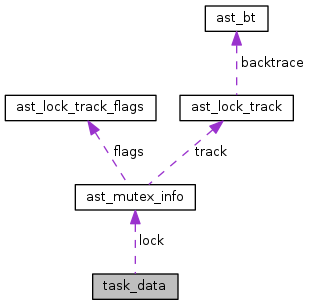 ast_bt
backtrace
ast_lock_track_flags
ast_lock_track
flags
track
ast_mutex_info
lock
task_data